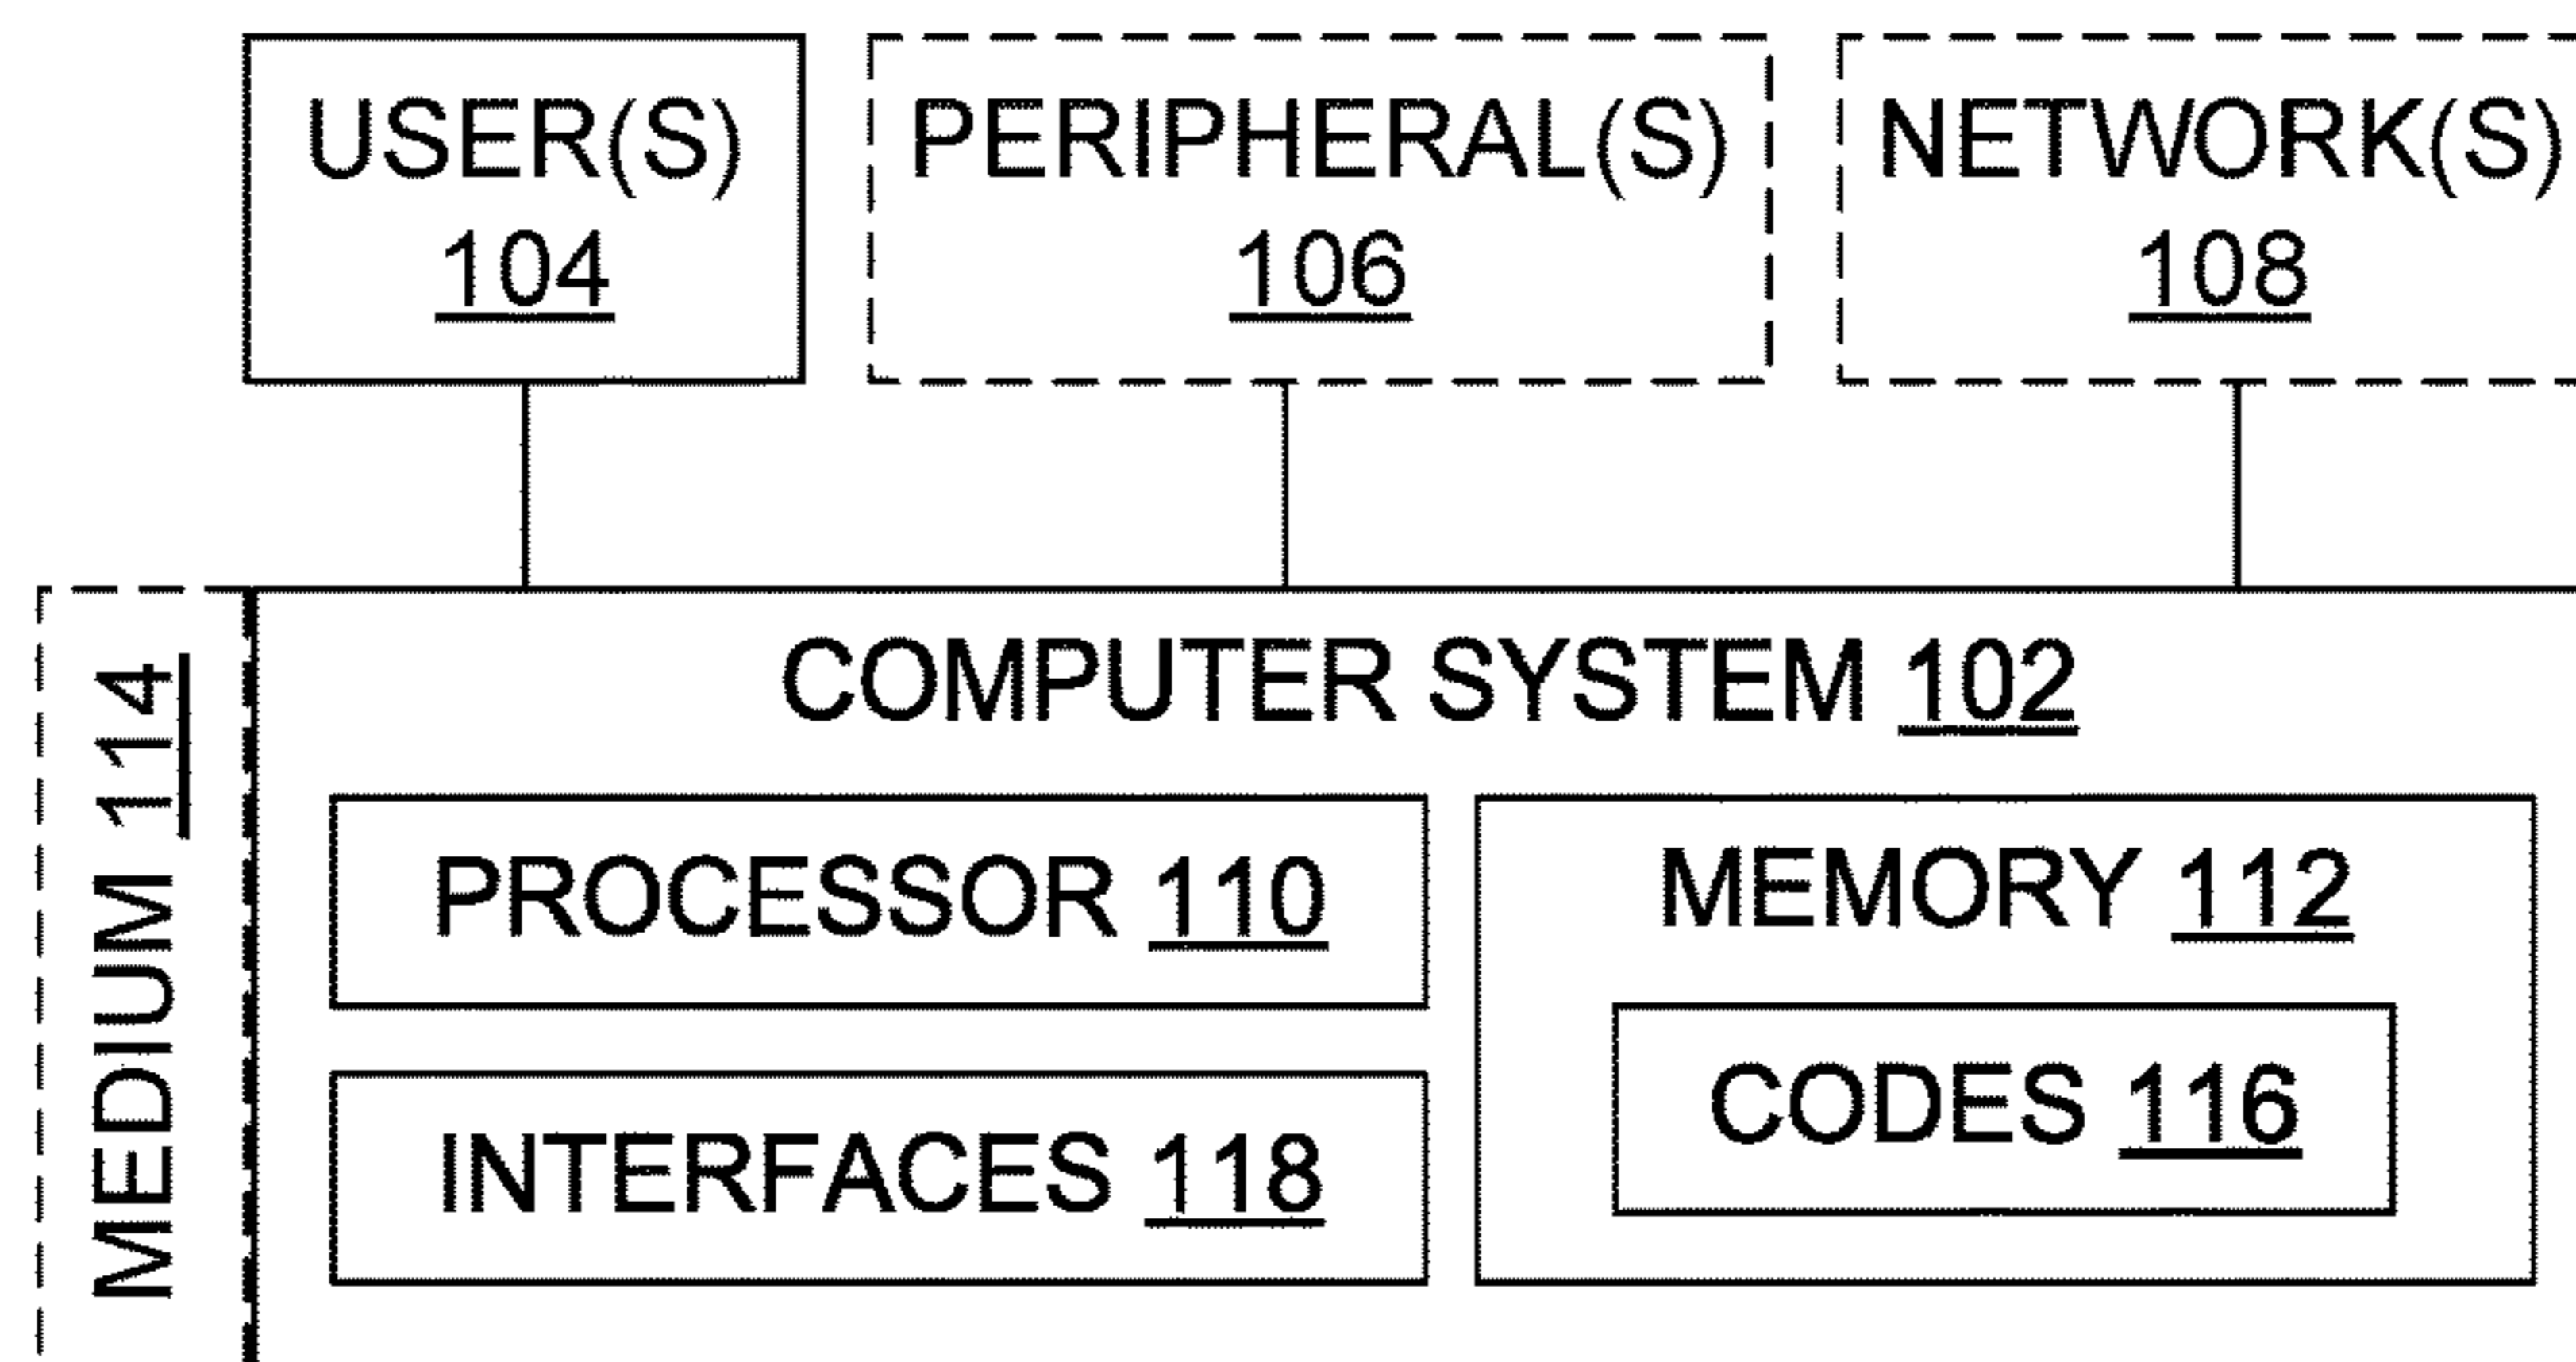 USER(S)
104
PERIPHERAL(S)
106
NETWORK(S)
108
MEDIUM 114
COMPUTER SYSTEM 102
PROCESSOR 110
MEMORY 112
INTERFACES 118
CODES 116